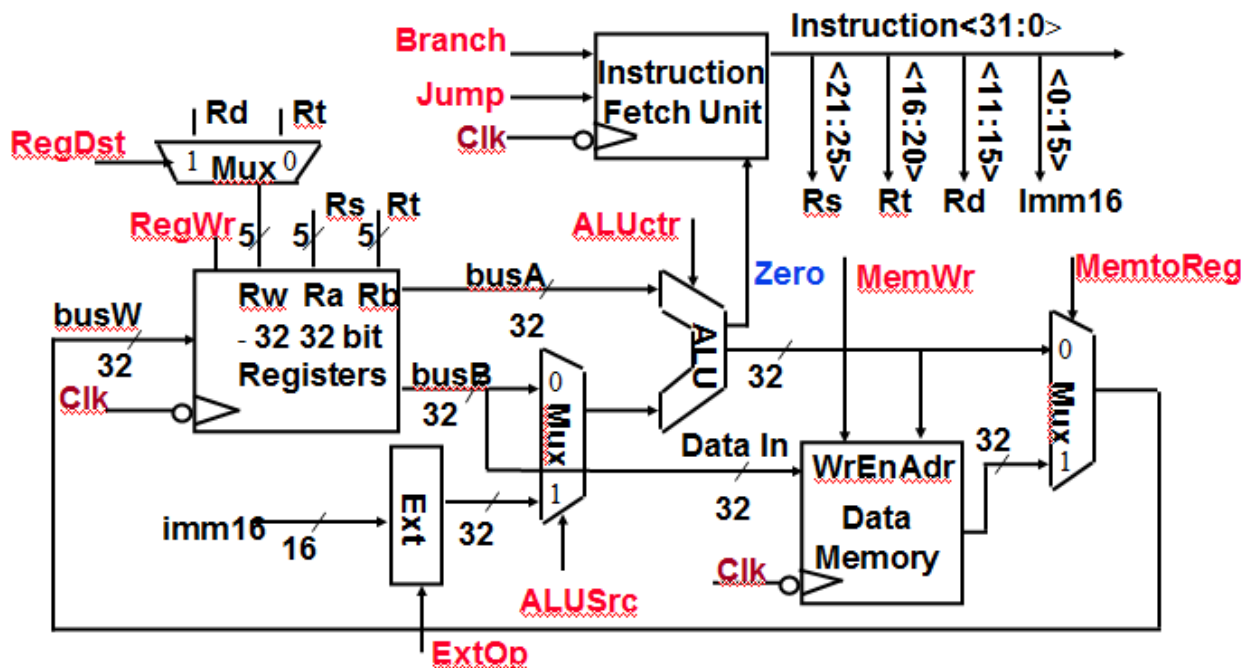 Instruction<31:0>
Branch
Instruction
Fetch Unit
Jump
Clk
<21:25>
<16:20>
<11:15>
<0:15>
Rs
Rt
Rd
Imm16
Rd
Rt
RegDst
1
Mux
0
RegWr
5
5
Rs
5
Rt
ALUctr
Zero
MemWr
MemtoReg
busW
32
Rw
Ra
Rb
- 32 32 bit
Registers
Clk
busA
32
busB
32
0
Mux
1
ALU
32
0
Mux
1
Data In
32
WrEn
Adr
Data
Memory
32
Clk
imm16
16
Ext
32
ALUSrc
ExtOp